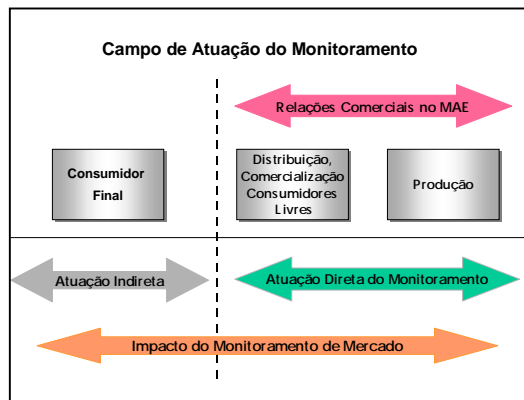 Campo de Atuação do Monitoramento
Relações Comerciais no MAE
Consumidor
Final
Distribuição,
Comercialização
Consumidores
Livres
Produção
Atuação Indireta
Atuação Direta do Monitoramento
Impacto do Monitoramento de Mercado